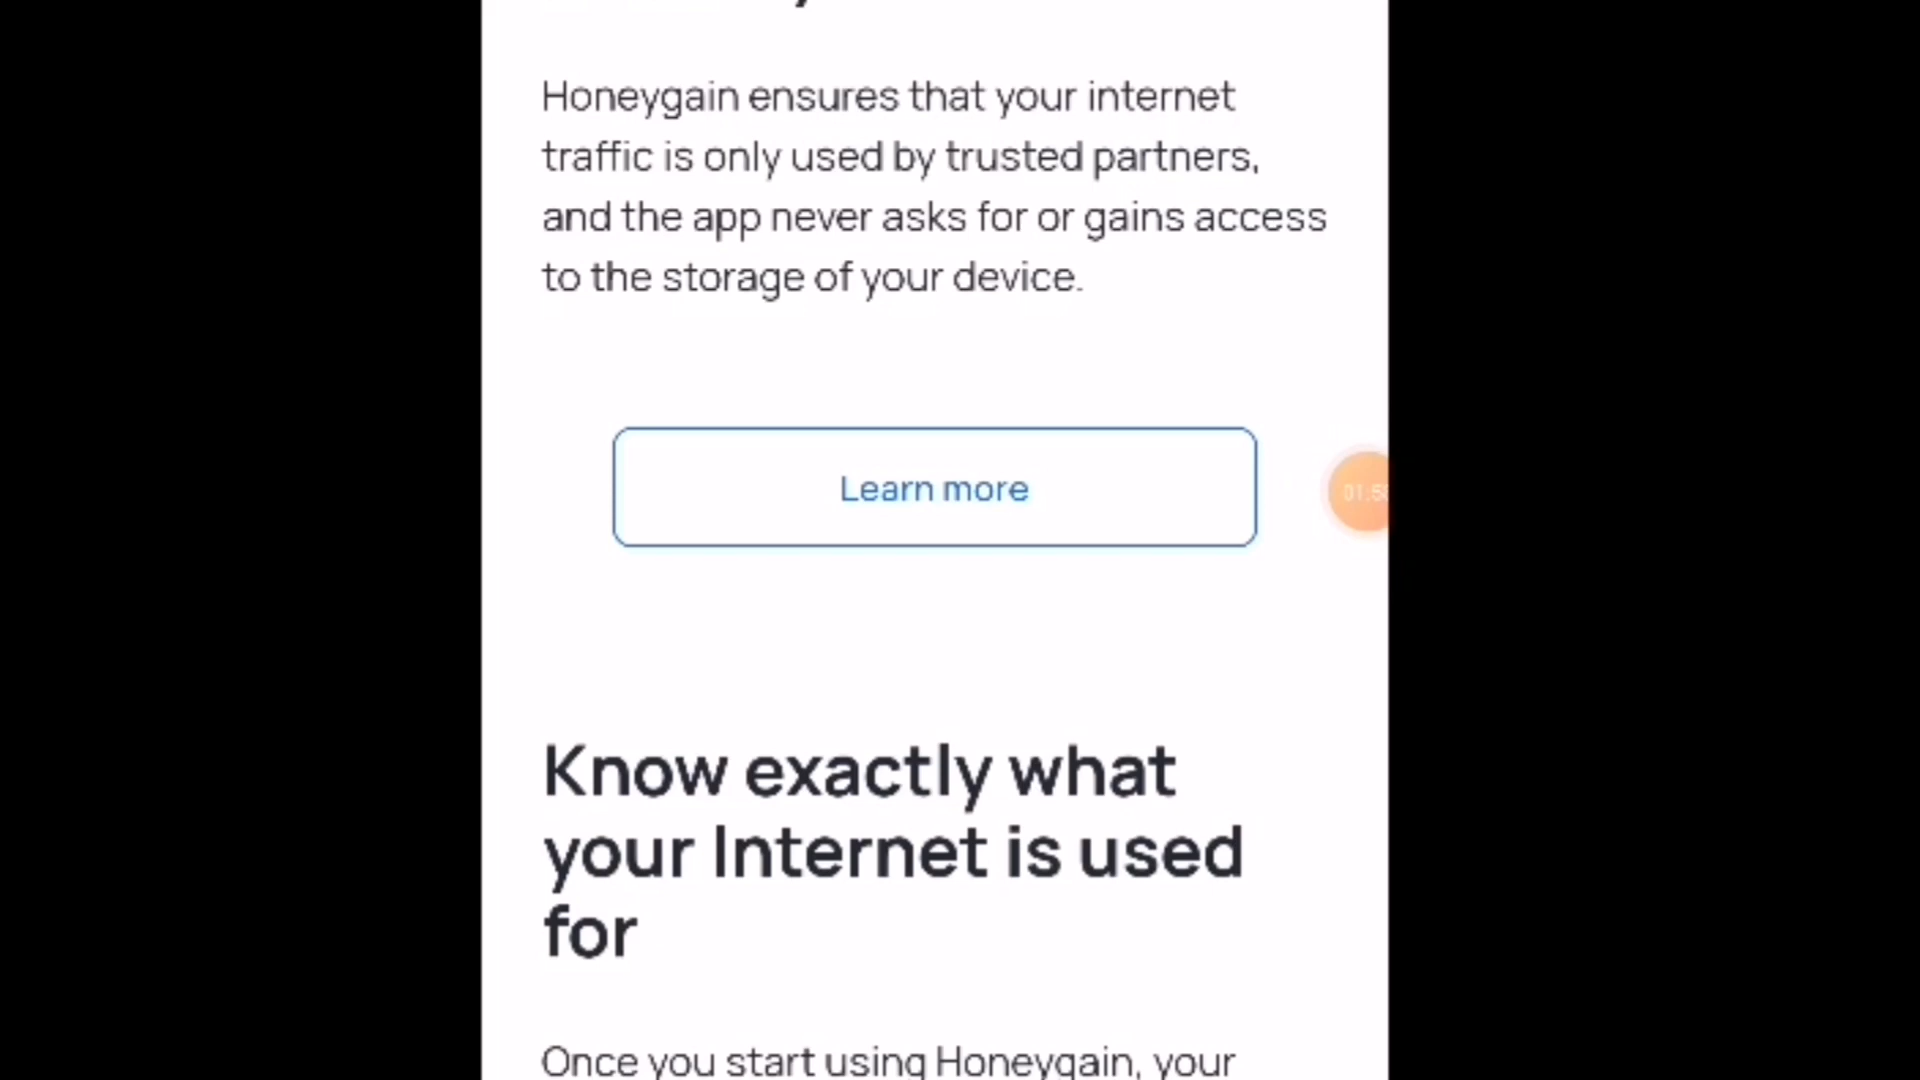 Honeygain ensures that your internet
traffic is only used by trusted partners,
and the app never asks for or gains access
to the storage of your device.
Learn more
Know exactly what
your Internet is used
for
Once you start using Honeygain, your